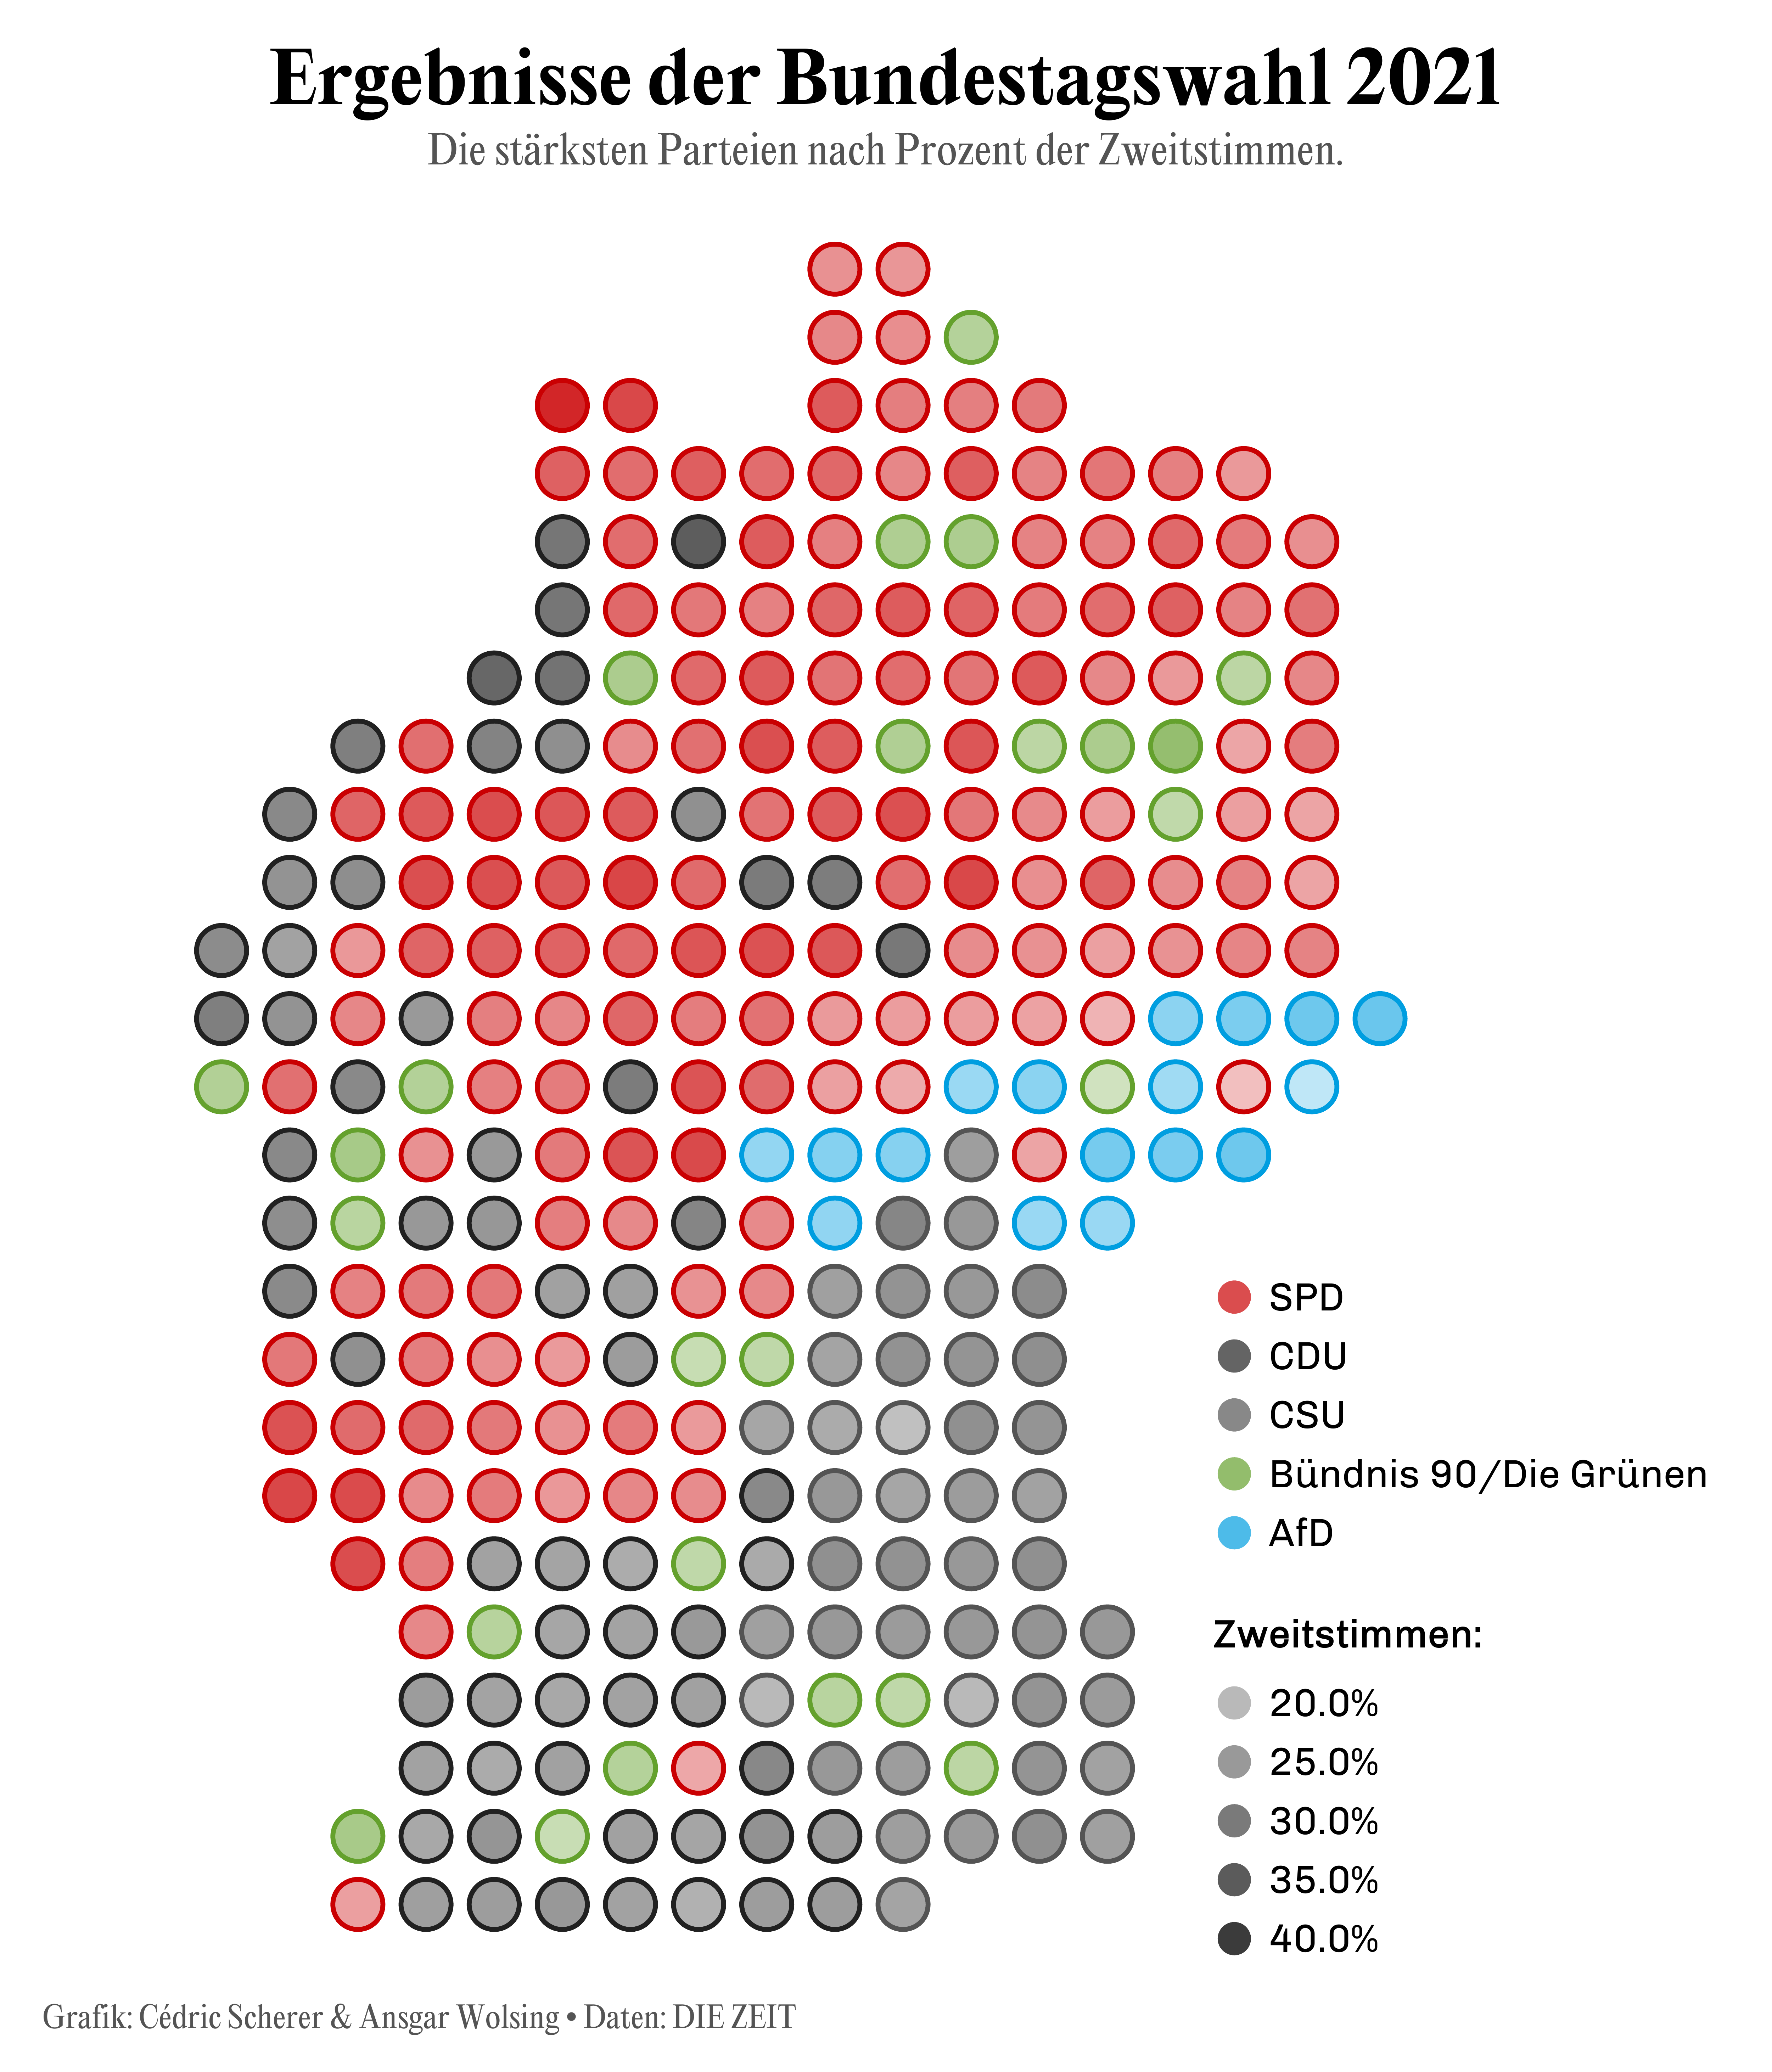 Ergebnisse der Bundestagswahl 2021
Die stärksten Parteien nach Prozent der Zweitstimmen.
SPD
CDU
CSU
Bündnis 90/Die Grünen
AfD
Zweitstimmen:
20.0%
25.0%
30.0%
35.0%
40.0%
Grafik: Cédric Scherer & Ansgar Wolsing • Daten: DIE ZEIT